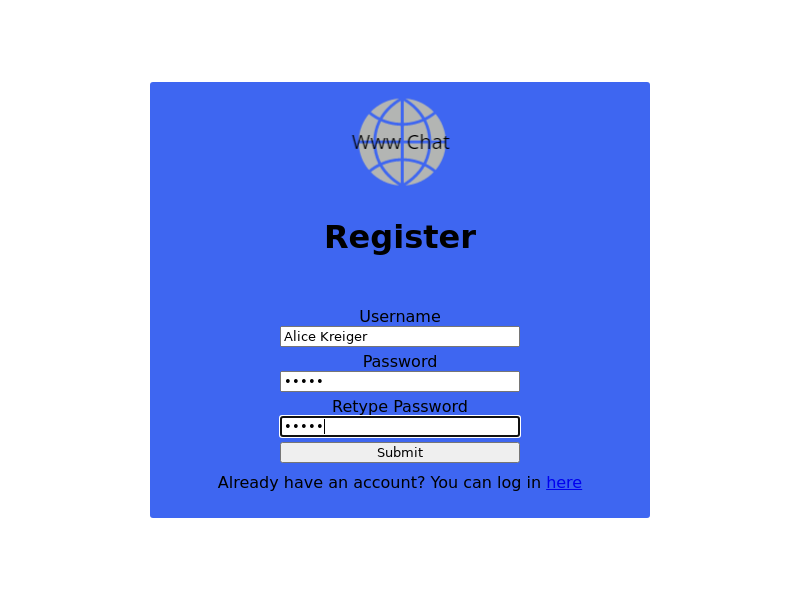 Www Chat
Register
Username
Alice Kreiger
Password
•••••
Retype Password
•••••
Submit
Already have an account? You can log in here